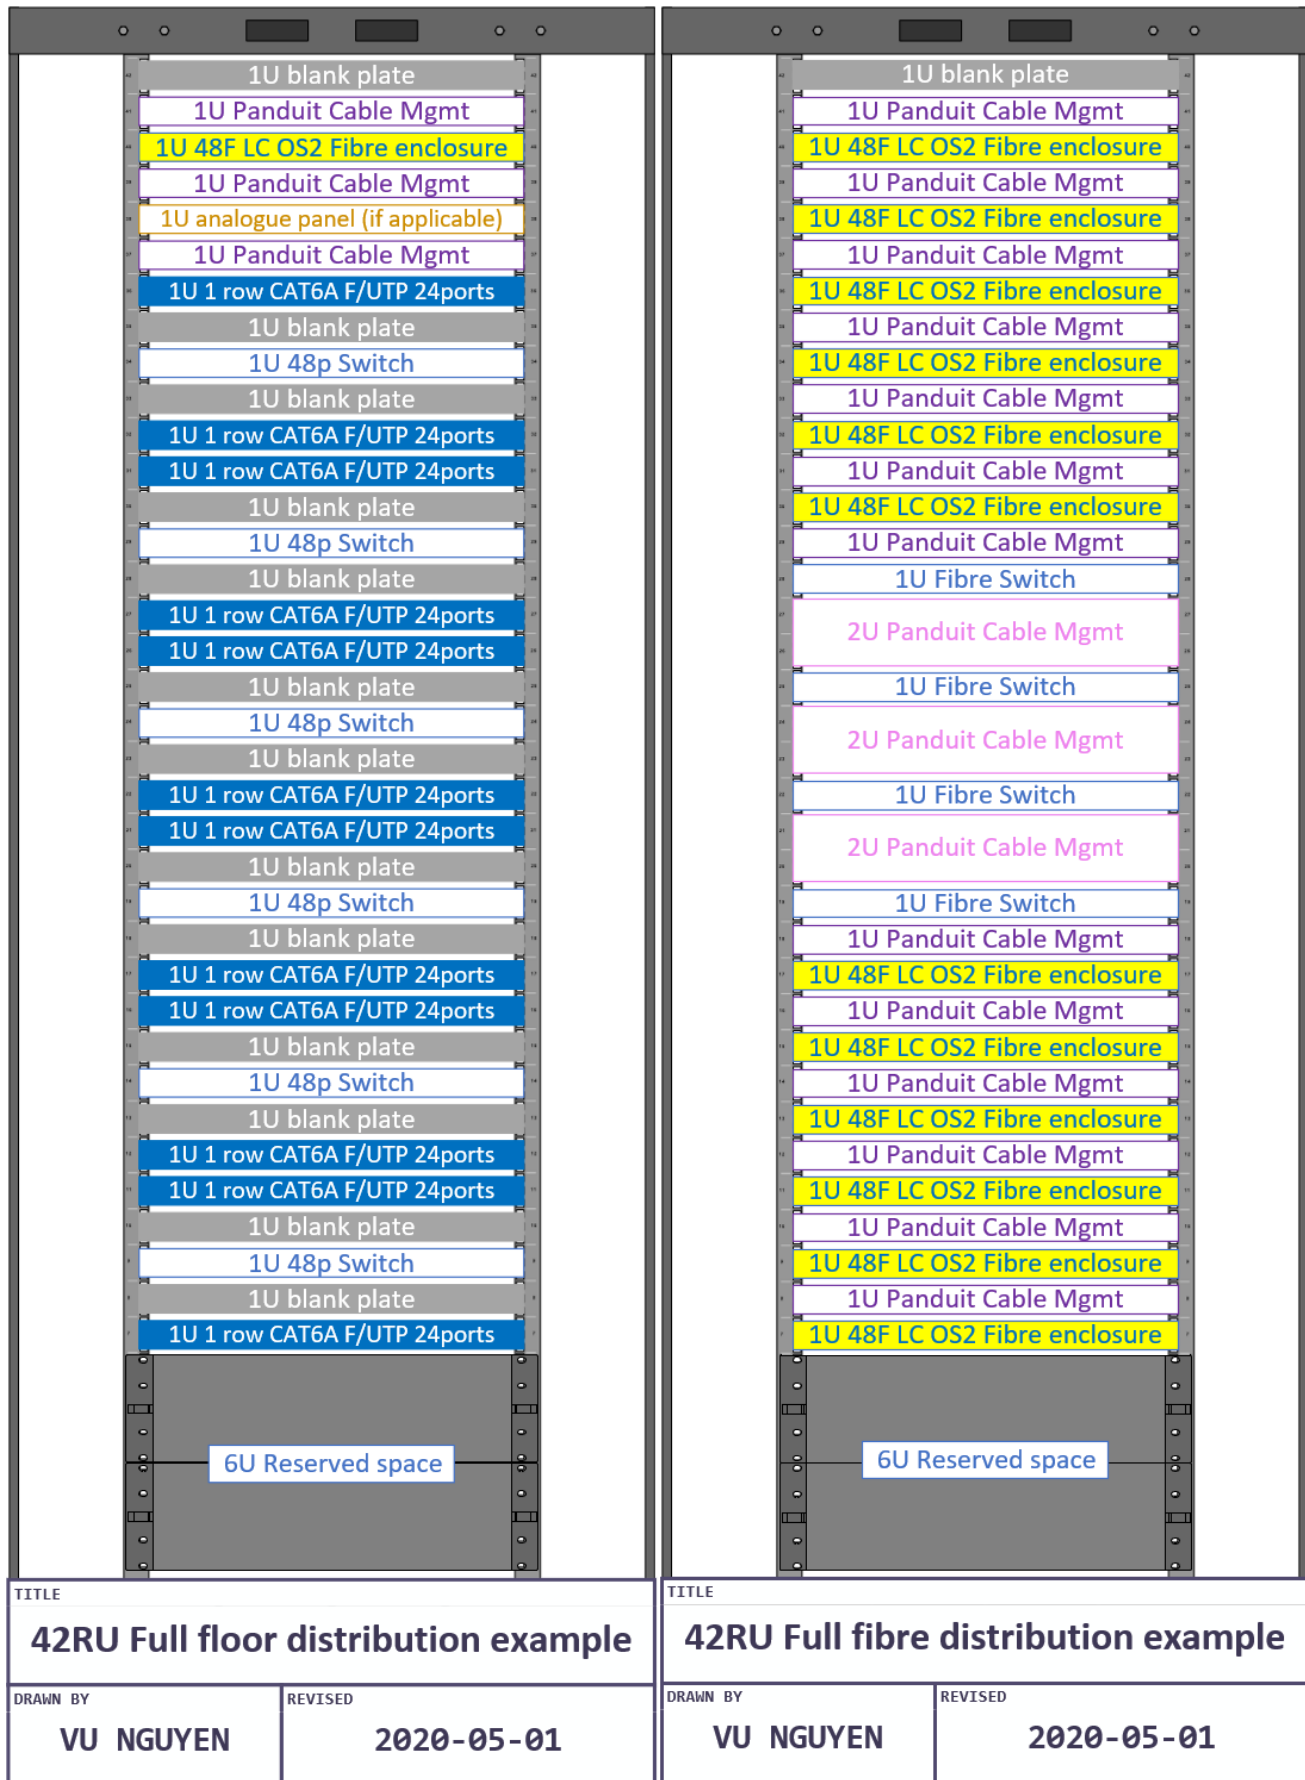 1U blank plate
1U Panduit Cable Mgmt
1U 48F LC OS2 Fibre enclosure
1U Panduit Cable Mgmt
1U analogue panel (if applicable)
1U Panduit Cable Mgmt
1U 1 row CAT6A F/UTP 24ports
1U blank plate
1U 48p Switch
1U blank plate
1U 1 row CAT6A F/UTP 24ports
1U 1 row CAT6A F/UTP 24ports
1U blank plate
1U 48p Switch
1U blank plate
1U 1 row CAT6A F/UTP 24ports
1U 1 row CAT6A F/UTP 24ports
1U blank plate
1U 48p Switch
1U blank plate
1U 1 row CAT6A F/UTP 24ports
1U 1 row CAT6A F/UTP 24ports
1U blank plate
1U 48p Switch
1U blank plate
1U 1 row CAT6A F/UTP 24ports
1U 1 row CAT6A F/UTP 24ports
1U blank plate
1U 48p Switch
1U blank plate
1U 1 row CAT6A F/UTP 24ports
1U 1 row CAT6A F/UTP 24ports
1U blank plate
1U 48p Switch
1U blank plate
1U 1 row CAT6A F/UTP 24ports
6U Reserved space
TITLE
42RU Full floor distribution example
DRAWN BY
VU NGUYEN
REVISED
2020-05-01
1U blank plate
1U Panduit Cable Mgmt
1U 48F LC OS2 Fibre enclosure
1U Panduit Cable Mgmt
1U 48F LC OS2 Fibre enclosure
1U Panduit Cable Mgmt
1U 48F LC OS2 Fibre enclosure
1U Panduit Cable Mgmt
1U 48F LC OS2 Fibre enclosure
1U Panduit Cable Mgmt
1U 48F LC OS2 Fibre enclosure
1U Panduit Cable Mgmt
1U 48F LC OS2 Fibre enclosure
1U Panduit Cable Mgmt
1U Fibre Switch
2U Panduit Cable Mgmt
1U Fibre Switch
2U Panduit Cable Mgmt
1U Fibre Switch
2U Panduit Cable Mgmt
1U Fibre Switch
1U Panduit Cable Mgmt
1U 48F LC OS2 Fibre enclosure
1U Panduit Cable Mgmt
1U 48F LC OS2 Fibre enclosure
1U Panduit Cable Mgmt
1U 48F LC OS2 Fibre enclosure
1U Panduit Cable Mgmt
1U 48F LC OS2 Fibre enclosure
1U Panduit Cable Mgmt
1U 48F LC OS2 Fibre enclosure
1U Panduit Cable Mgmt
1U 48F LC OS2 Fibre enclosure
6U Reserved space
TITLE
42RU Full fibre distribution example
DRAWN BY
VU NGUYEN
REVISED
2020-05-01